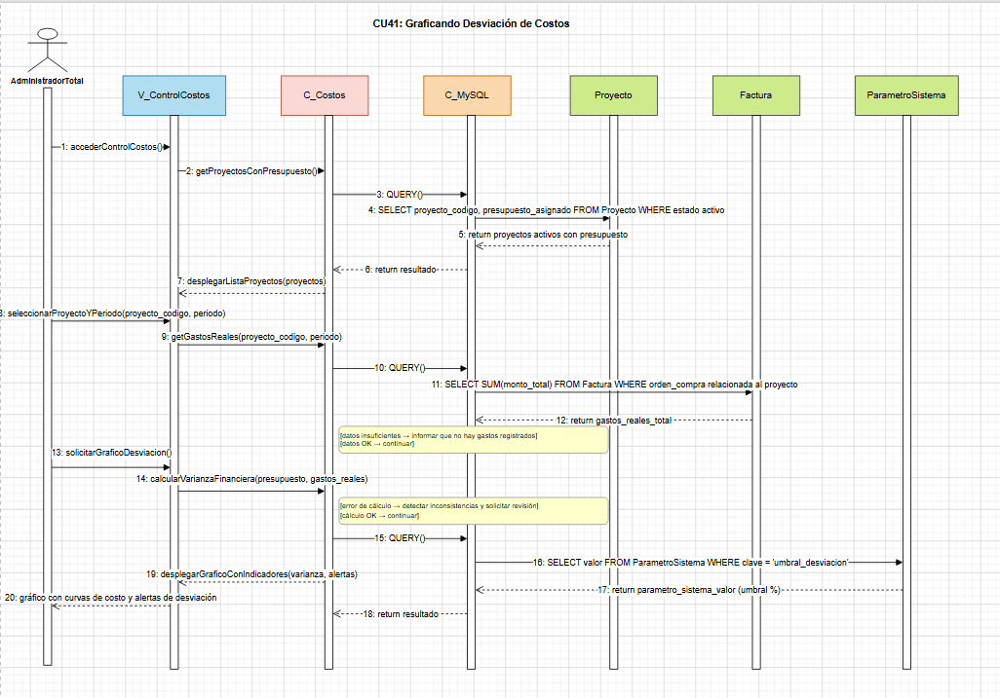 CU41: Graficando Desviación de Costos
AdministradorTotal
V_ControlCostos
C_Costos
C_MySQL
Proyecto
Factura
ParametroSistema
1: accederControlCostos()
2: getProyectosConPresupuesto()
3: QUERY()
4: SELECT proyecto_codigo, presupuesto_asignado FROM Proyecto WHERE estado activo
5: return proyectos activos con presupuesto
6: return resultado
7: desplegarListaProyectos(proyectos)
8: seleccionarProyectoYPeriodo(proyecto_codigo, periodo)
9: getGastosReales(proyecto_codigo, periodo)
10: QUERY()
11: SELECT SUM(monto_total) FROM Factura WHERE orden_compra relacionada al proyecto
12: return gastos_reales_total
[datos insuficientes → informar que no hay gastos registrados]
[datos OK → continuar]
13: solicitarGraficoDesviacion()
14: calcularVarianzaFinanciera(presupuesto, gastos_reales)
[error de cálculo → detectar inconsistencias y solicitar revisión]
[cálculo OK → continuar]
15: QUERY()
16: SELECT valor FROM ParametroSistema WHERE clave = 'umbral_desviacion'
19: desplegarGraficoConIndicadores(varianza, alertas)
17: return parametro_sistema_valor (umbral %)
20: gráfico con curvas de costo y alertas de desviación
18: return resultado